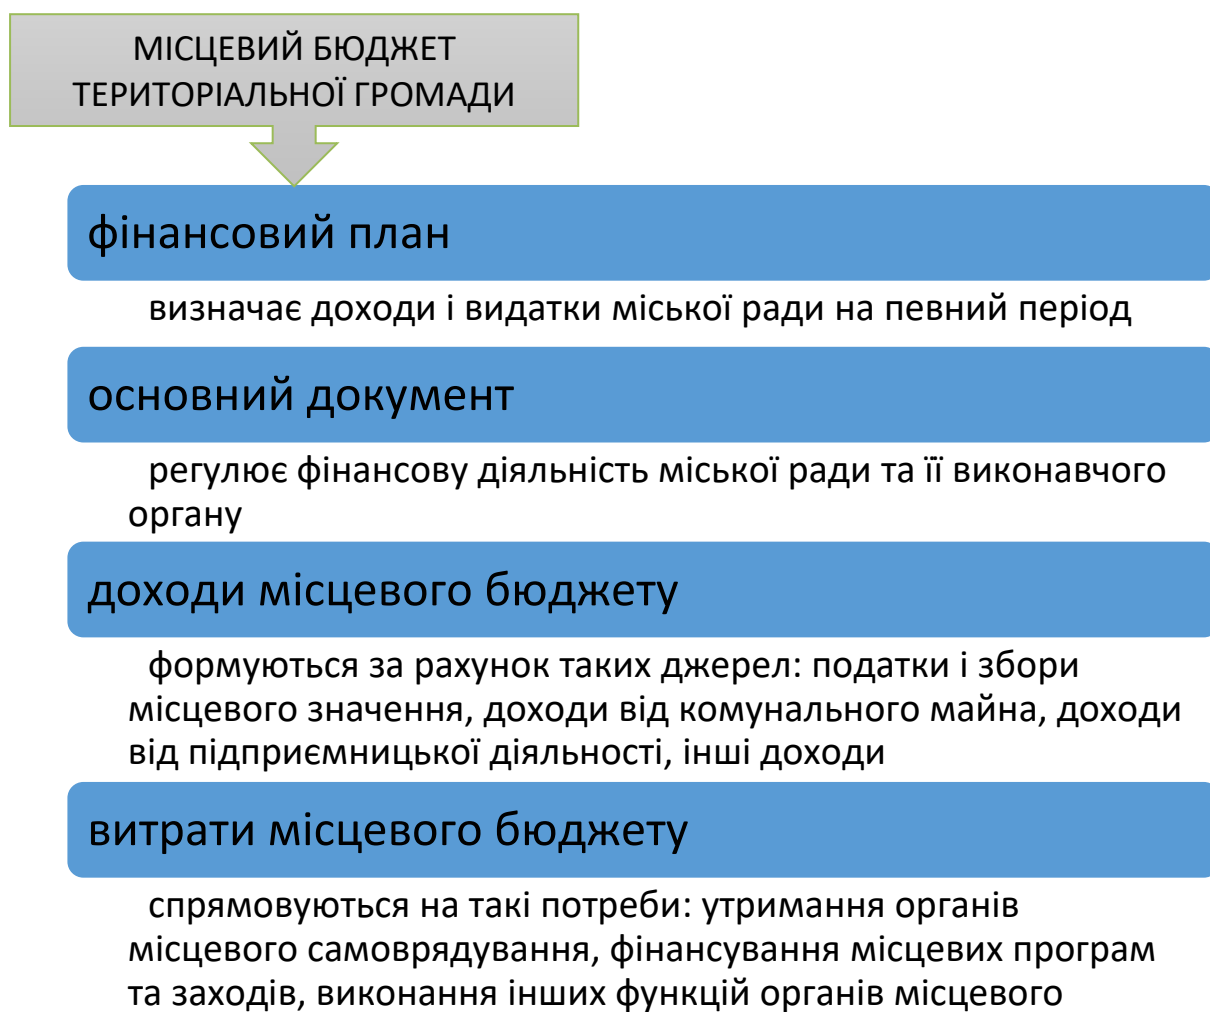 МІСЦЕВИЙ БЮДЖЕТ
ТЕРИТОРІАЛЬНОЇ ГРОМАДИ
фінансовий план
визначає доходи і видатки міської ради на певний період
основний документ
регулює фінансову діяльність міської ради та її виконавчого
органу
доходи місцевого бюджету
формуються за рахунок таких джерел: податки і збори
місцевого значення, доходи від комунального майна, доходи
від підприємницької діяльності, інші доходи
витрати місцевого бюджету
спрямовуються на такі потреби: утримання органів
місцевого самоврядування, фінансування місцевих програм
та заходів, виконання інших функцій органів місцевого